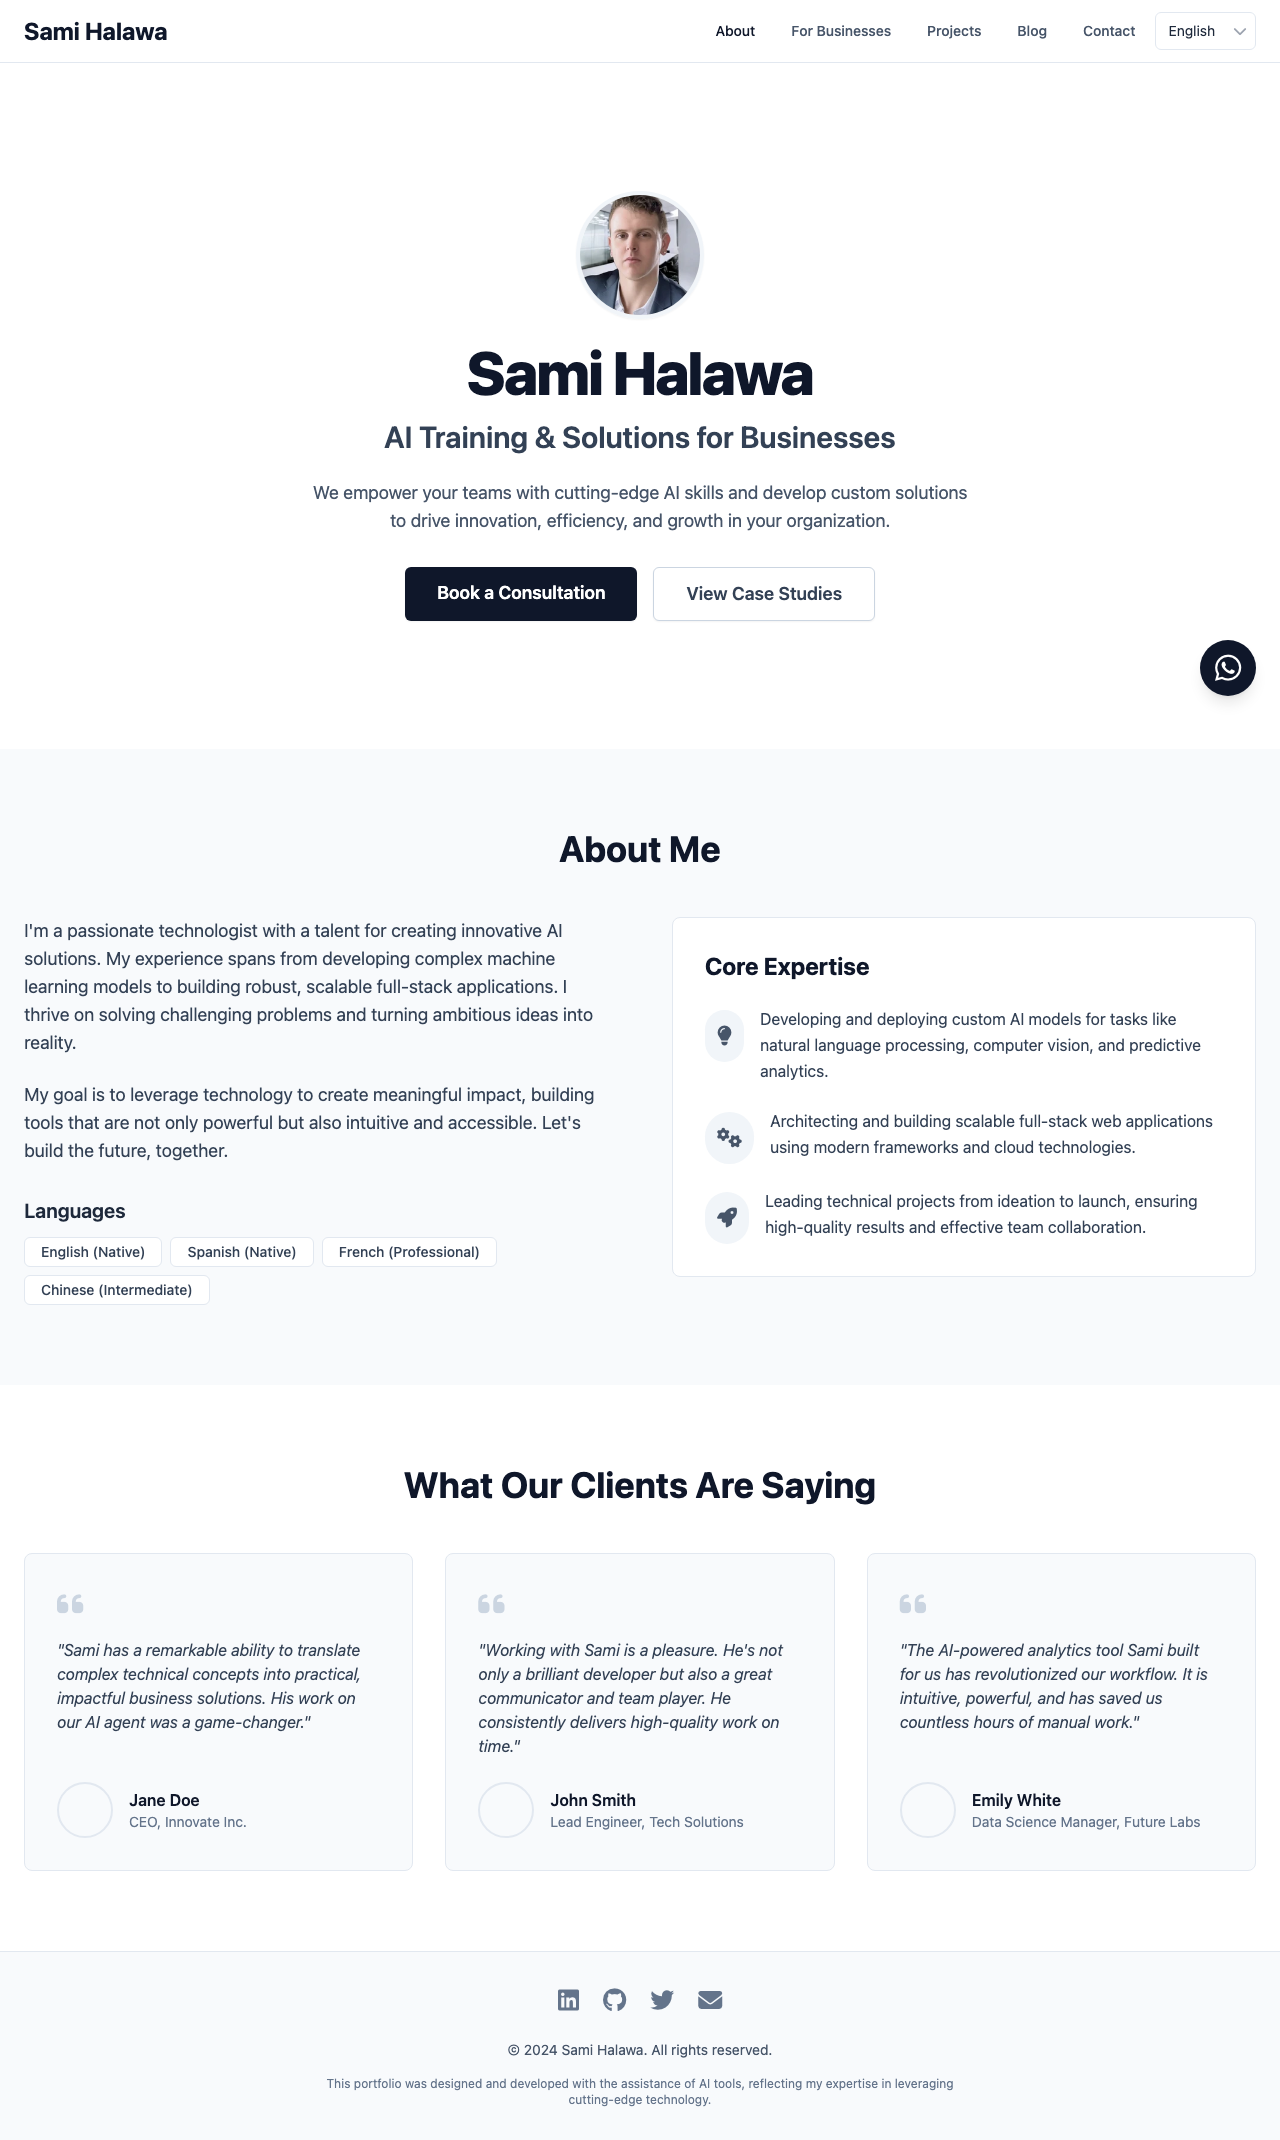 Sami Halawa
About
For Businesses
Projects
Blog
Contact
English
Sami Halawa
AI Training & Solutions for Businesses
We empower your teams with cutting-edge AI skills and develop custom solutions
to drive innovation, efficiency, and growth in your organization.
Book a Consultation
View Case Studies
About Me
I'm a passionate technologist with a talent for creating innovative AI
solutions. My experience spans from developing complex machine
learning models to building robust, scalable full-stack applications. I
thrive on solving challenging problems and turning ambitious ideas into
reality.
My goal is to leverage technology to create meaningful impact, building
tools that are not only powerful but also intuitive and accessible. Let's
build the future, together.
Languages
English (Native)
Spanish (Native)
French (Professional)
Chinese (Intermediate)
Core Expertise
Developing and deploying custom AI models for tasks like
natural language processing, computer vision, and predictive
analytics.
Architecting and building scalable full-stack web applications
using modern frameworks and cloud technologies.
Leading technical projects from ideation to launch, ensuring
high-quality results and effective team collaboration.
What Our Clients Are Saying
"Sami has a remarkable ability to translate
complex technical concepts into practical,
impactful business solutions. His work on
our AI agent was a game-changer."
Jane Doe
CEO, Innovate Inc.
"Working with Sami is a pleasure. He's not
only a brilliant developer but also a great
communicator and team player. He
consistently delivers high-quality work on
time."
John Smith
Lead Engineer, Tech Solutions
"The AI-powered analytics tool Sami built
for us has revolutionized our workflow. It is
intuitive, powerful, and has saved us
countless hours of manual work."
Emily White
Data Science Manager, Future Labs
© 2024 Sami Halawa. All rights reserved.
This portfolio was designed and developed with the assistance of AI tools, reflecting my expertise in leveraging
cutting-edge technology.